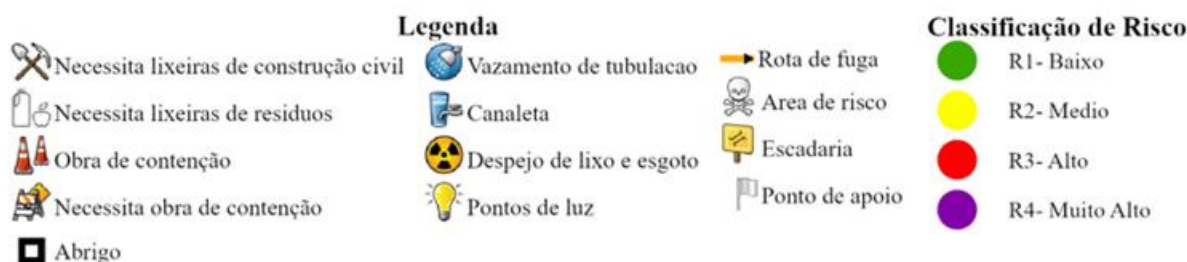 Legenda
Necessita lixeiras de construção civil
Necessita lixeiras de residuos
Obra de contenção
Necessita obra de contenção
Abrigo
Vazamento de tubulacao
Canaleta
Despejo de lixo e esgoto
Pontos de luz
Rota de fuga
Area de risco
Escadaria
Ponto de apoio
Classificação de Risco
R1- Baixo
R2- Medio
R3- Alto
R4- Muito Alto